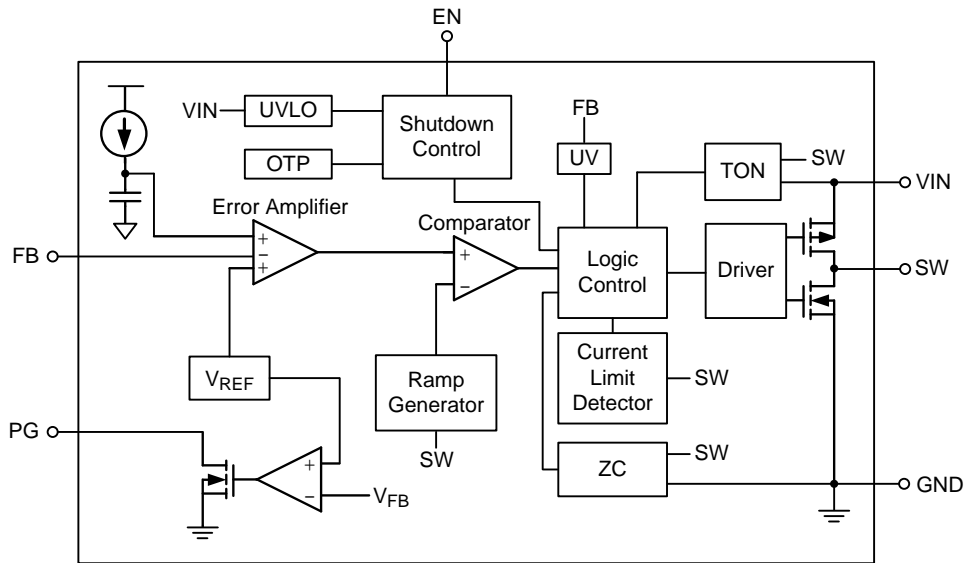 EN
VIN
UVLO
Shutdown
Control
FB
OTP
UV
TON
SW
VIN
Error Amplifier
Comparator
+
−
+
+
−
FB
Logic
Control
Driver
SW
VREF
Ramp
Generator
Current
Limit
Detector
SW
PG
SW
+
−
VFB
ZC
SW
GND